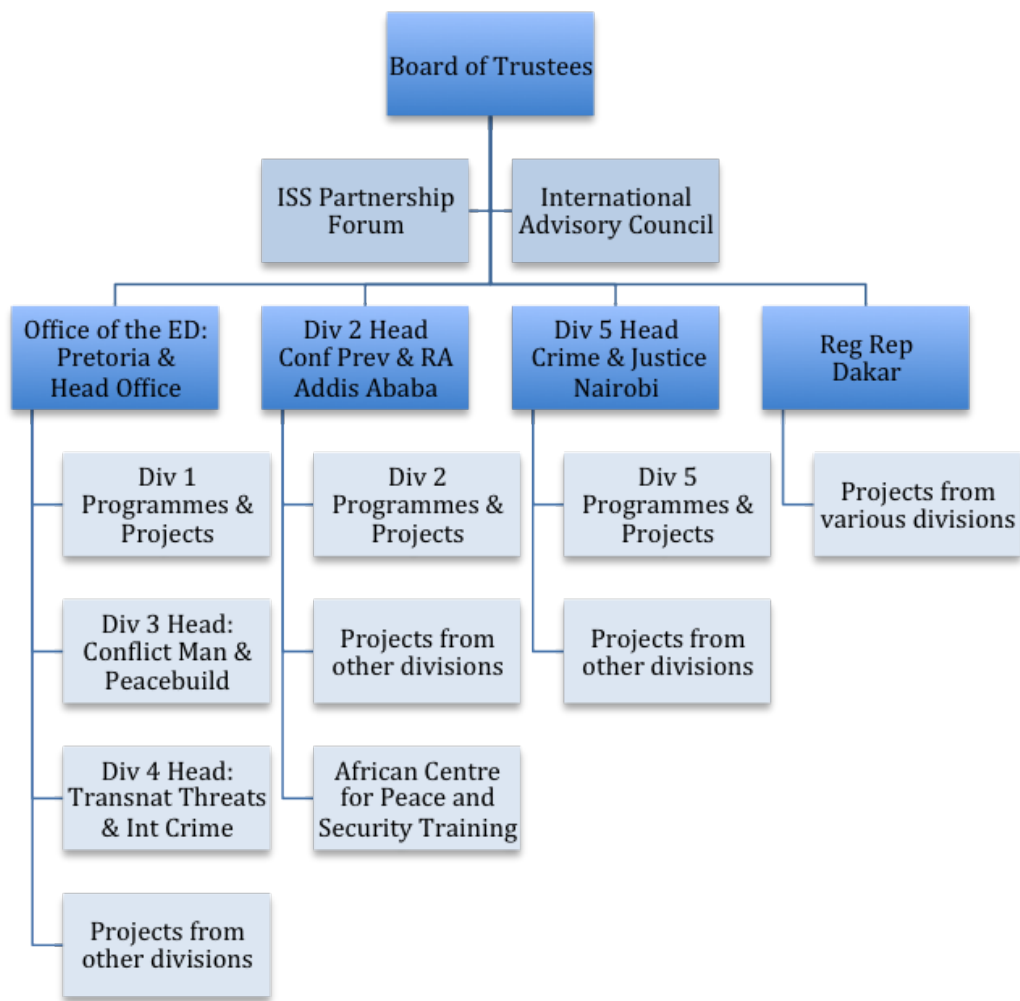 Board of Trustees
ISS Partnership
Forum
International
Advisory Council
Office of the ED:
Pretoria &
Head Office
Div 2 Head
Conf Prev & RA
Addis Ababa
Div 5 Head
Crime & Justice
Nairobi
Reg Rep
Dakar
Div 1
Programmes &
Projects
Div 2
Programmes &
Projects
Div 5
Programmes &
Projects
Projects from
various divisions
Div 3 Head:
Conflict Man &
Peacebuild
Projects from
other divisions
Projects from
other divisions
Div 4 Head:
Transnat Threats
& Int Crime
African Centre
for Peace and
Security Training
Projects from
other divisions